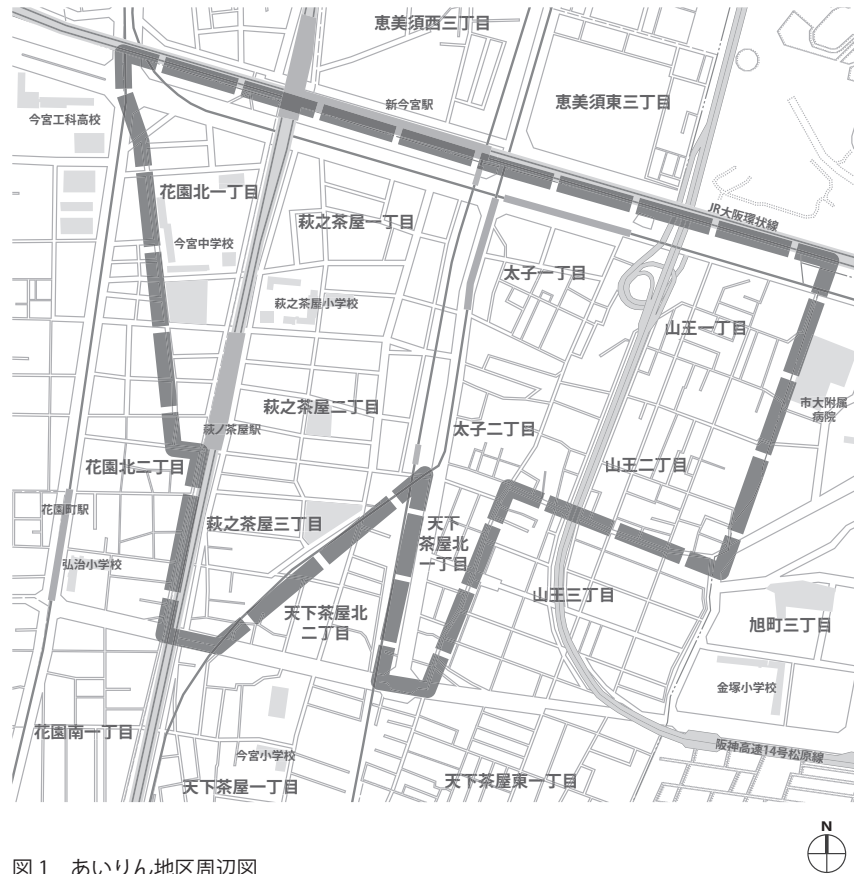 恵美須西三丁目
新今宮駅
恵美須東三丁目
今宮工科高校
花園北一丁目
JR大阪環状線
今宮中学校
萩之茶屋一丁目
太子一丁目
萩之茶屋小学校
山王一丁目
市大附属
病院
萩之茶屋二丁目
萩ノ茶屋駅
太子二丁目
花園北二丁目
山王二丁目
花園町駅
萩之茶屋三丁目
天下
茶屋北
一丁目
弘治小学校
山王三丁目
天下茶屋北
二丁目
旭町三丁目
金塚小学校
花園南一丁目
今宮小学校
阪神高速14号松原線
天下茶屋一丁目
天下茶屋東一丁目
N
図1 あいりん地区周辺図